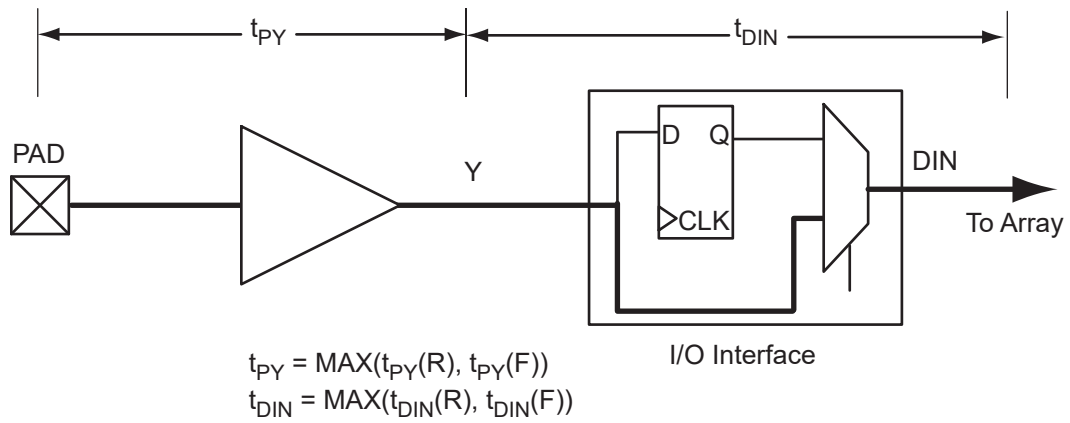 tPY
tDIN
PAD
Y
D Q
CLK
DIN
To Array
I/O Interface
tPY = MAX(tPY(R), tPY(F))
tDIN = MAX(tDIN(R), tDIN(F))